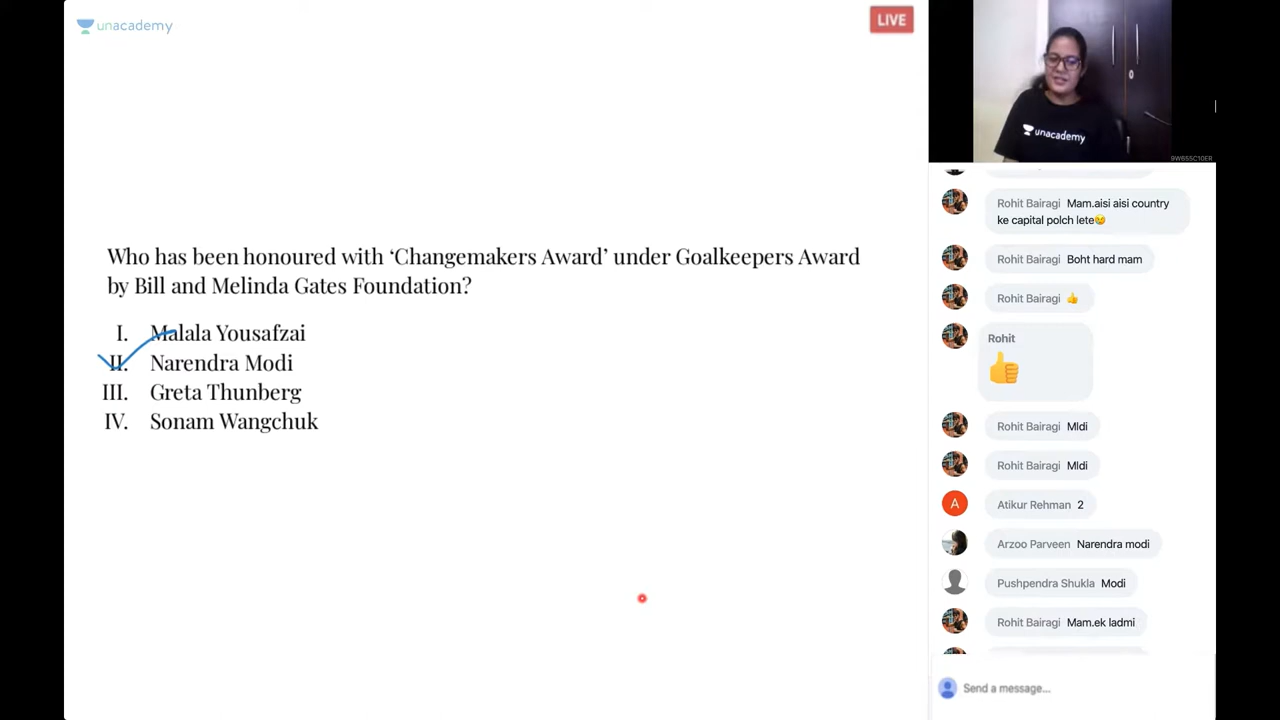 unacademy
LIVE
Who has been honoured with ‘Changemakers Award’ under Goalkeepers Award
by Bill and Melinda Gates Foundation?
I. Malala Yousafzai
II. Narendra Modi
III. Greta Thunberg
IV. Sonam Wangchuk
unacademy
9W655C10ER
Rohit Bairagi Mam.aisi aisi country
ke capital polch lete
Rohit Bairagi Boht hard mam
Rohit Bairagi 👍
Rohit
👍
Rohit Bairagi Mldi
Rohit Bairagi Mldi
A
Atikur Rehman 2
Arzoo Parveen Narendra modi
Pushpendra Shukla Modi
Rohit Bairagi Mam.ek ladmi
Send a message...